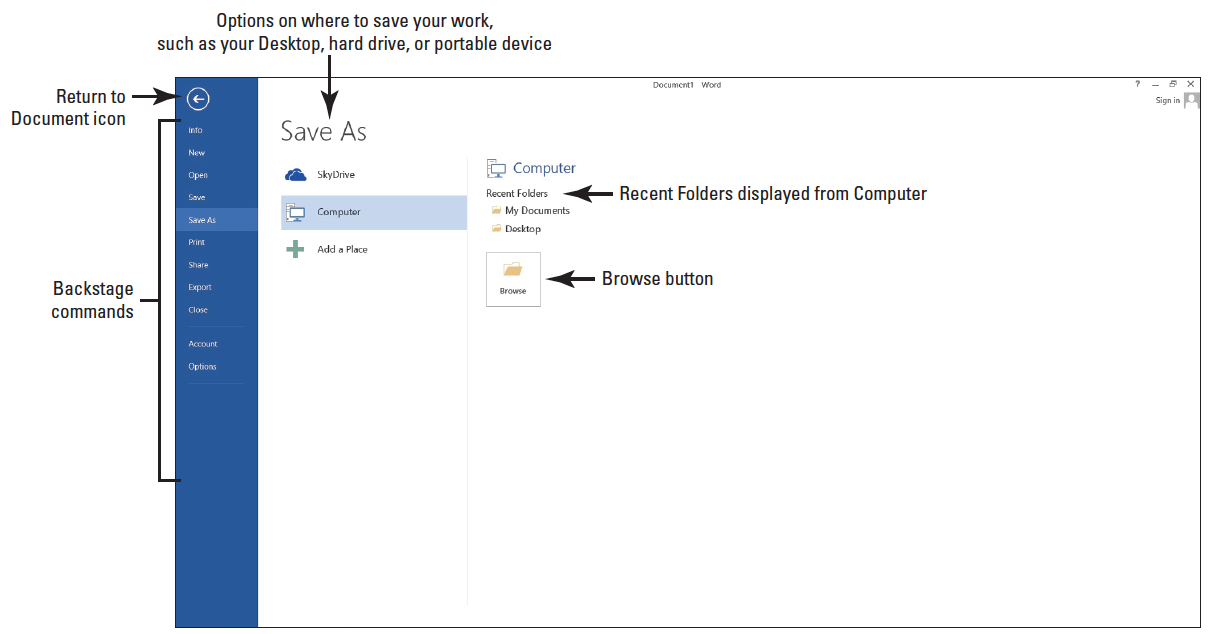 Options on where to save your work,
such as your Desktop, hard drive, or portable device
Return to
Document icon
Backstage
commands
Document1 Word
?
Sign in
Info
New
Open
Save
Save As
Print
Share
Export
Close
Account
Options
Save As
SkyDrive
Computer
Add a Place
Computer
Recent Folders
My Documents
Desktop
Browse
Recent Folders displayed from Computer
Browse button